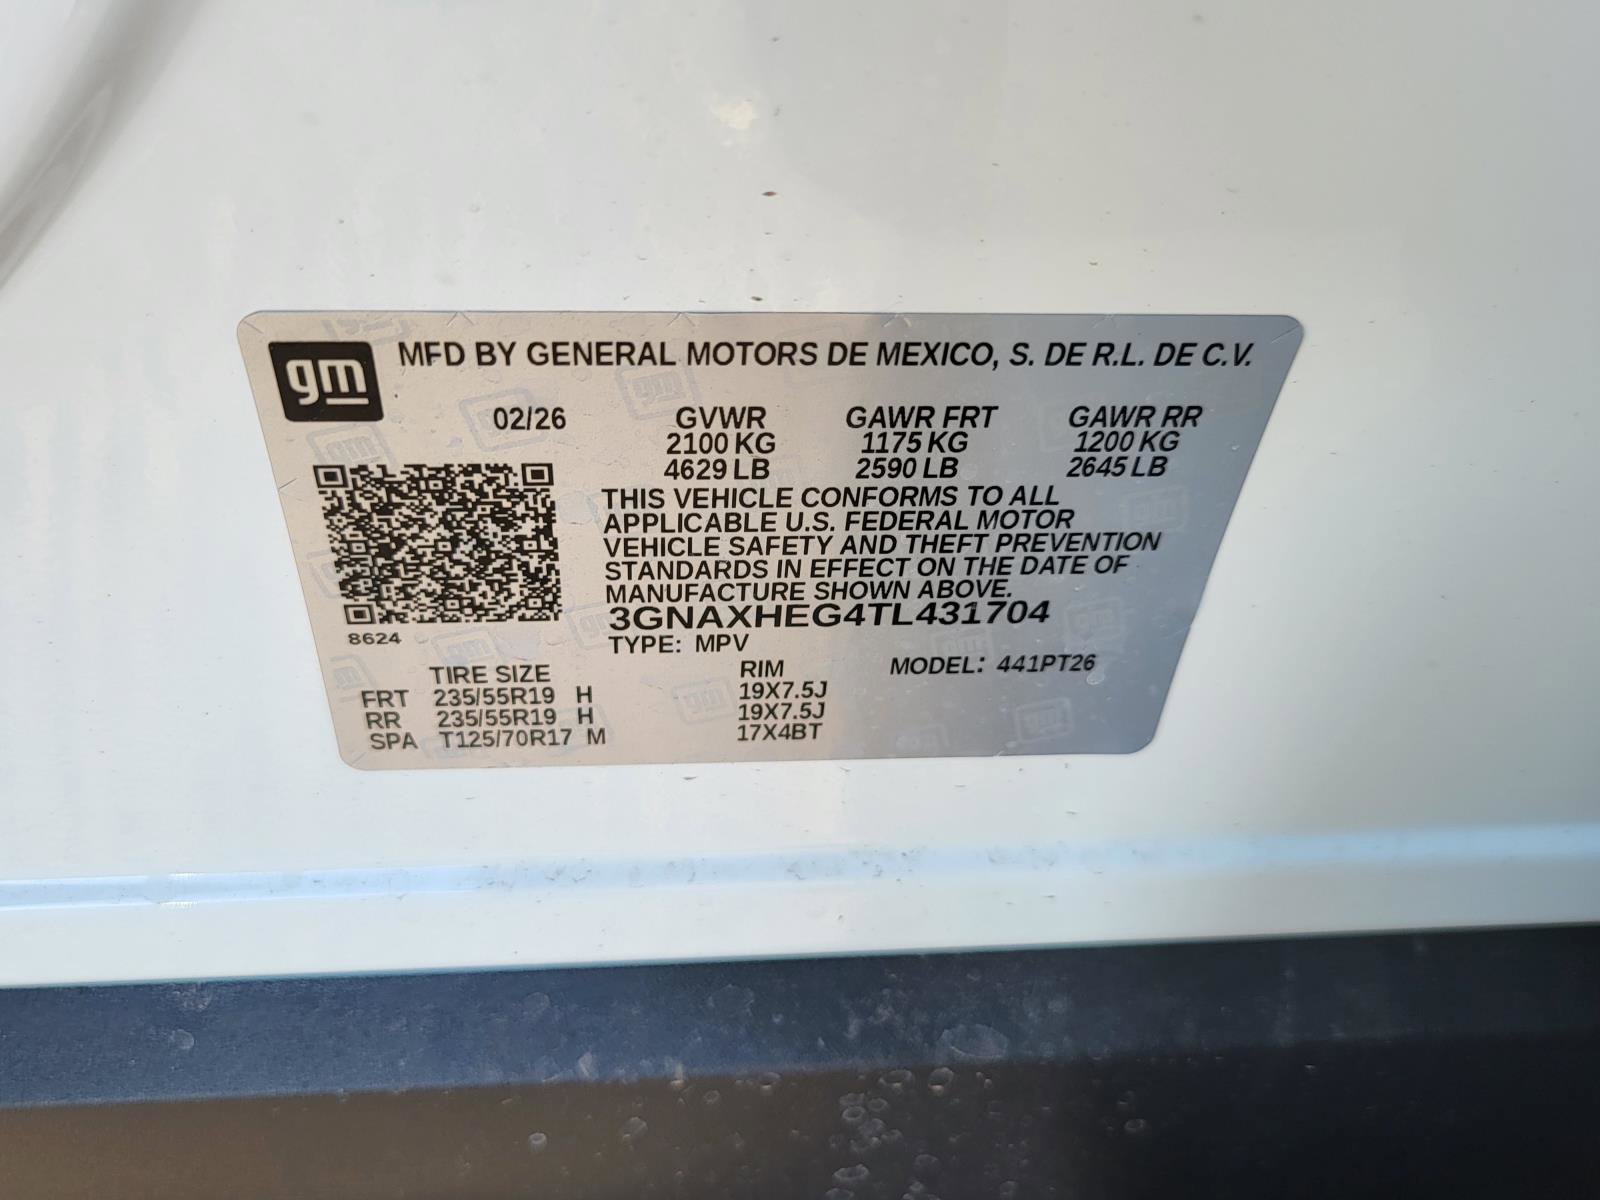 gm MFD BY GENERAL MOTORS DE MEXICO, S. DE R.L. DE C.V.
02/26 GVWR GAWR FRT GAWR RR
2100 KG 1175 KG 1200 KG
4629 LB 2590 LB 2645 LB
THIS VEHICLE CONFORMS TO ALL
APPLICABLE U.S. FEDERAL MOTOR
VEHICLE SAFETY AND THEFT PREVENTION
STANDARDS IN EFFECT ON THE DATE OF
MANUFACTURE SHOWN ABOVE.
3GNAXHEG4TL431704
8624
TYPE: MPV
TIRE SIZE RIM MODEL: 441PT26
FRT 235/55R19 H 19X7.5J
RR 235/55R19 H 19X7.5J
SPA T125/70R17 M 17X4BT